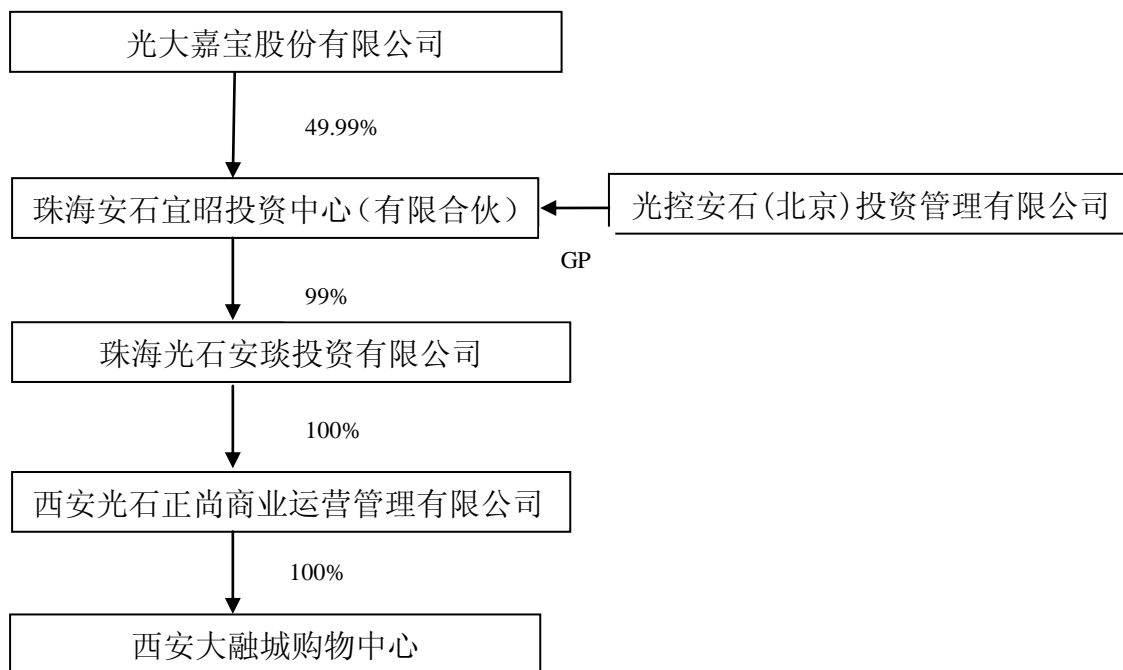 光大嘉宝股份有限公司
49.99%
珠海安石宜昭投资中心（有限合伙）
光控安石(北京)投资管理有限公司
GP
99%
珠海光石安琰投资有限公司
100%
西安光石正尚商业运营管理有限公司
100%
西安大融城购物中心